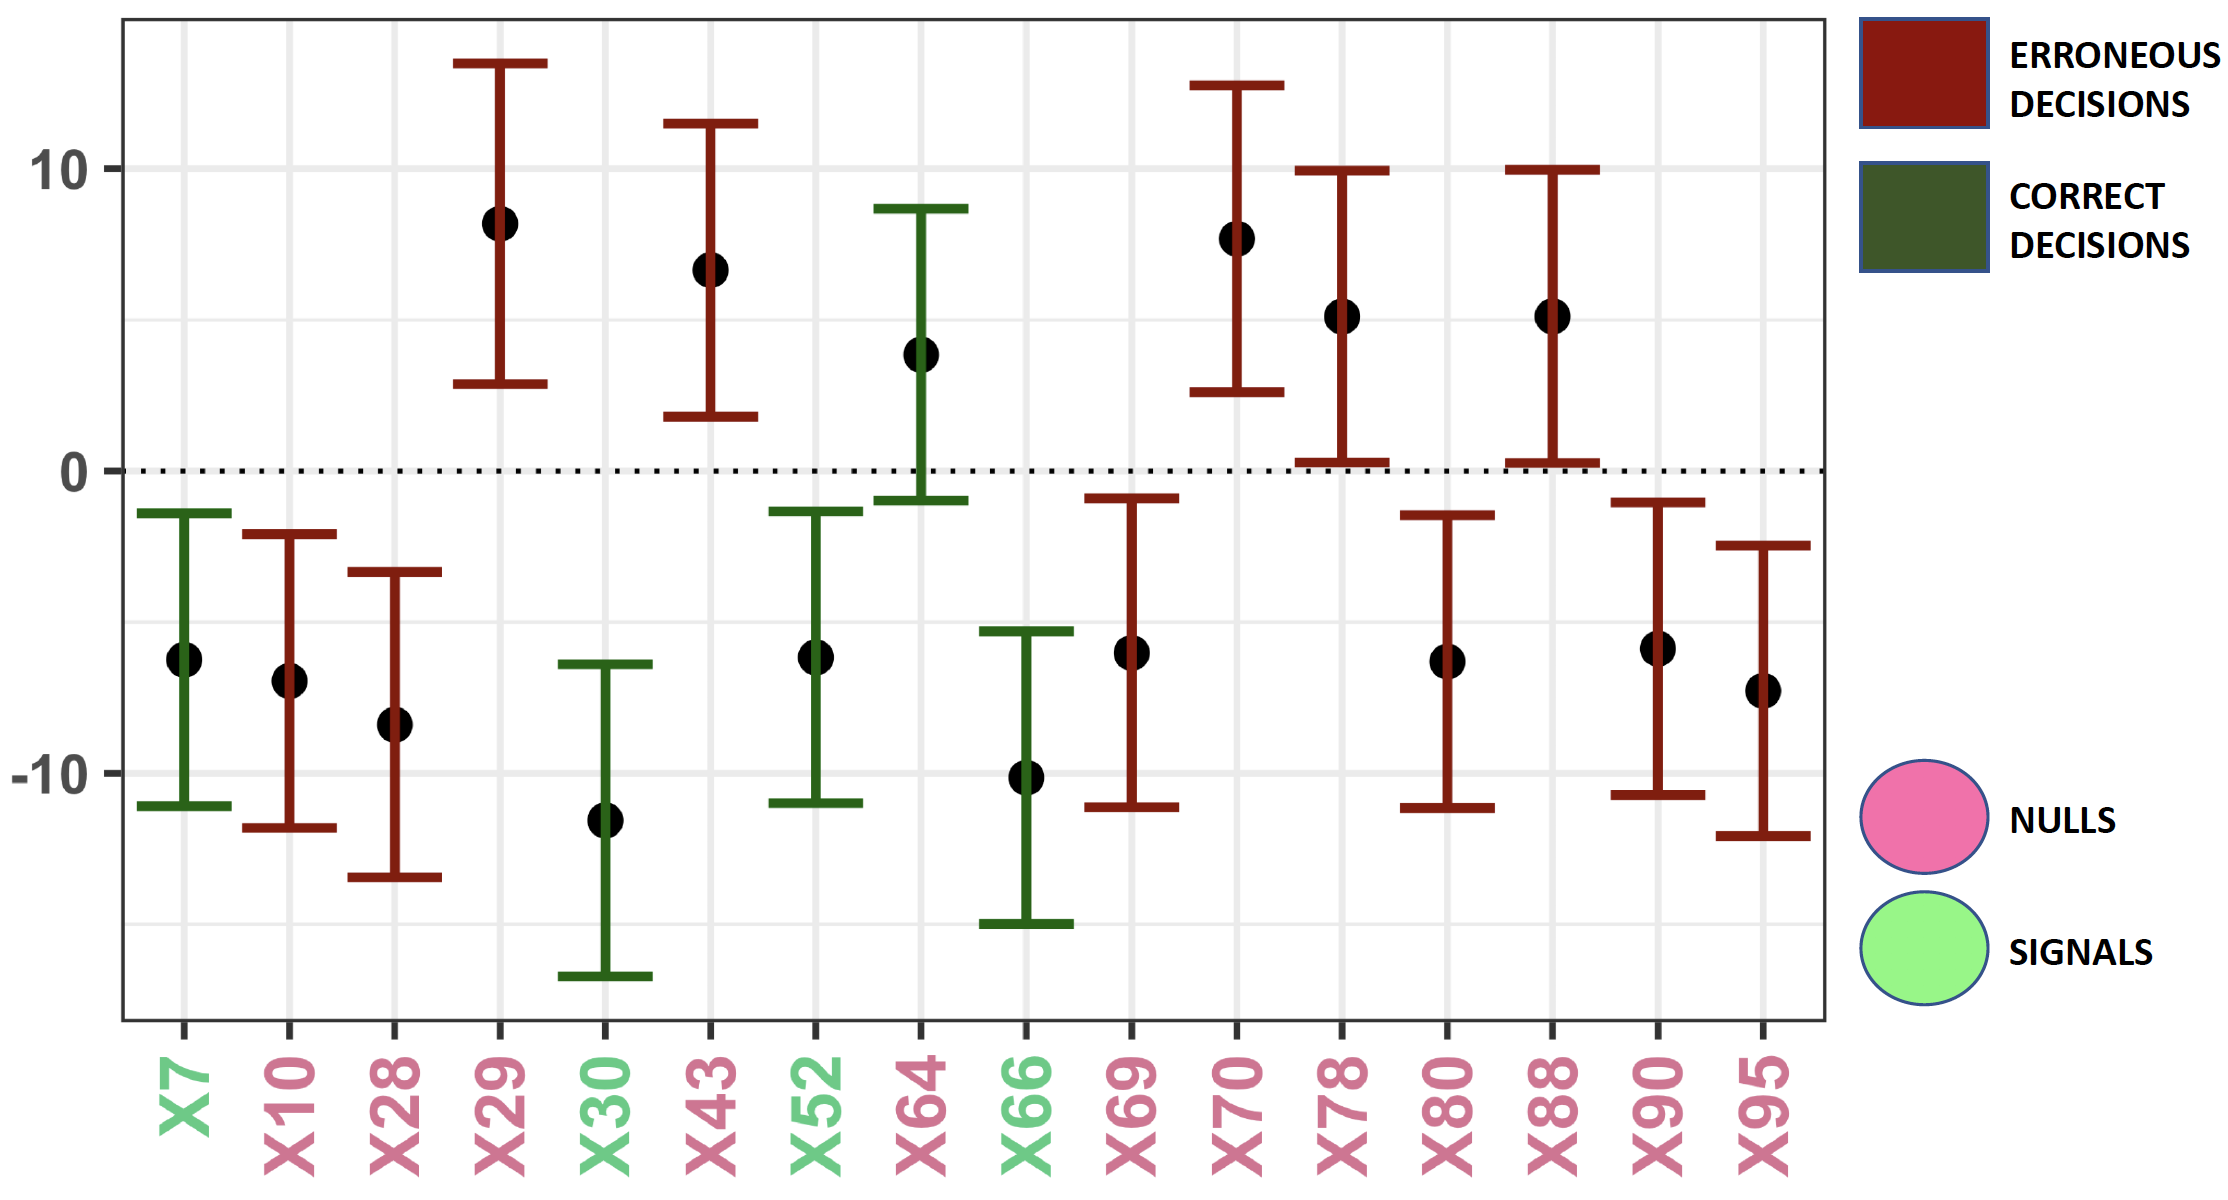 10
0
-10
X7
X10
X28
X29
X30
X43
X52
X64
X66
X69
X70
X78
X80
X88
X90
X95
ERRONEOUS
DECISIONS
CORRECT
DECISIONS
NULLS
SIGNALS